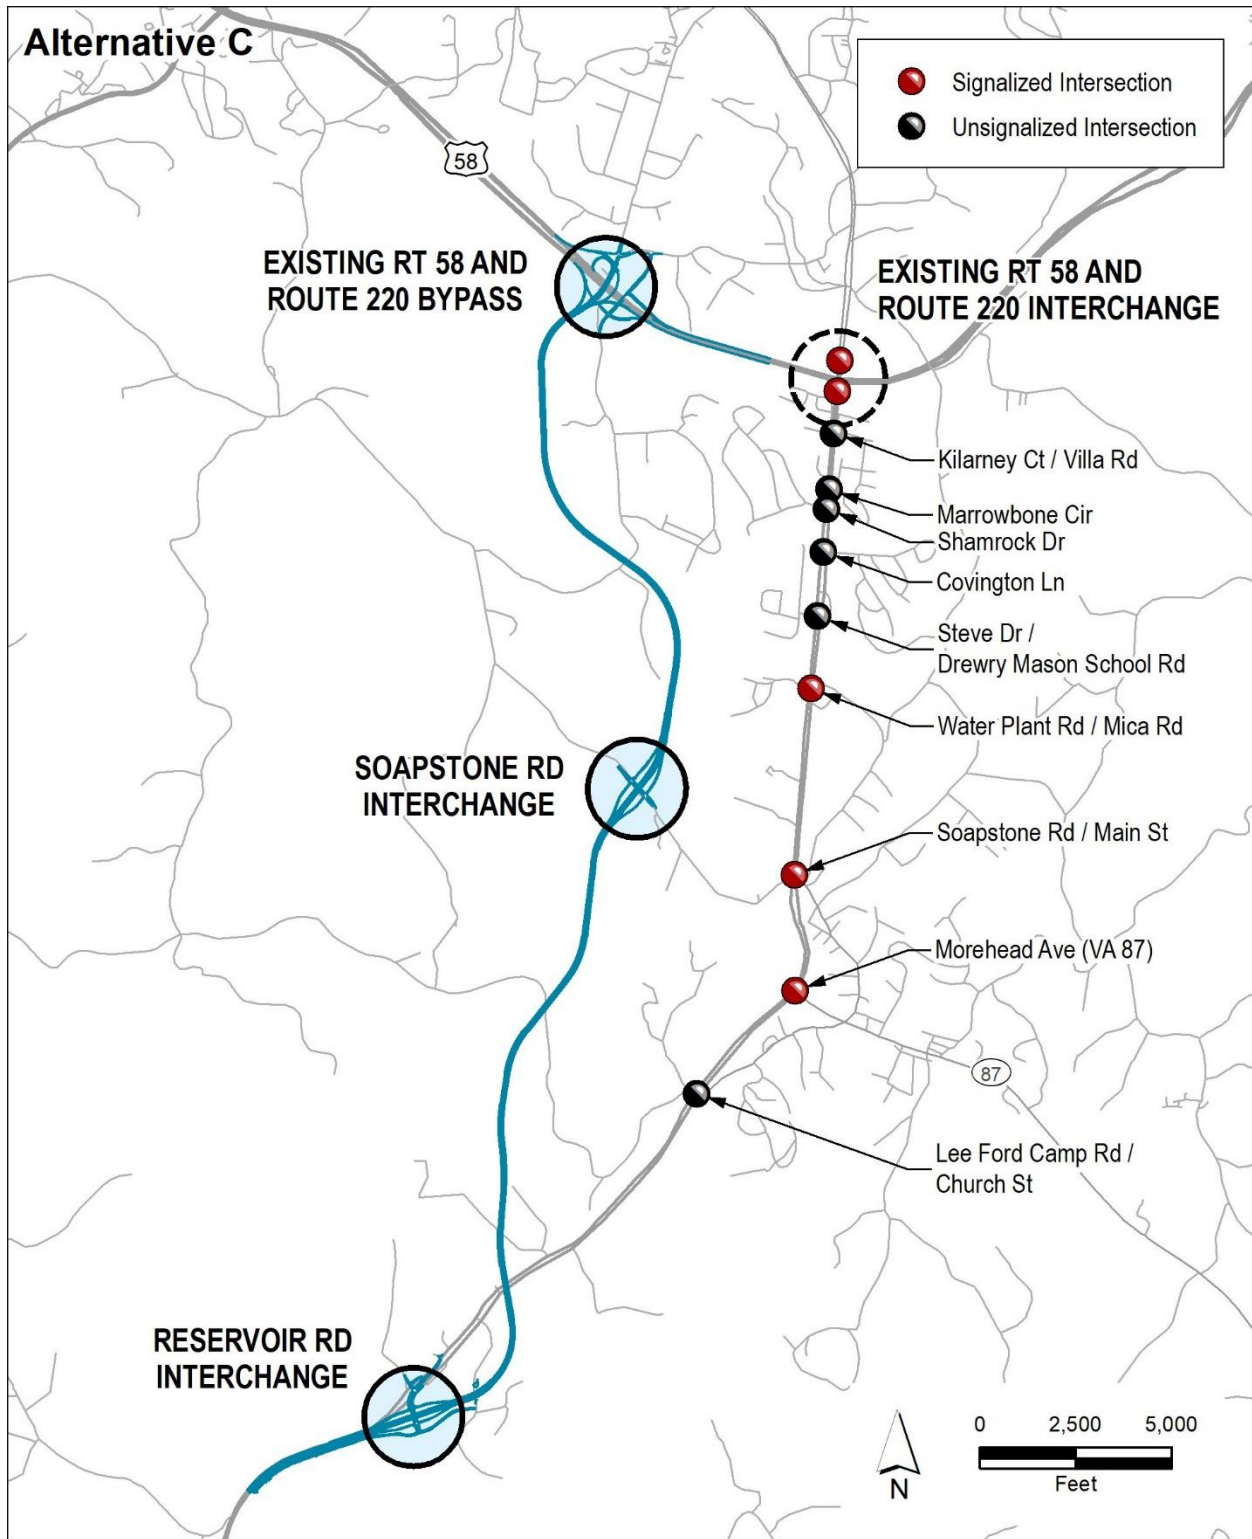 Alternative C
Signalized Intersection
Unsignalized Intersection
58
EXISTING RT 58 AND
ROUTE 220 BYPASS
EXISTING RT 58 AND
ROUTE 220 INTERCHANGE
Kilarney Ct / Villa Rd
Marrowbone Cir
Shamrock Dr
Covington Ln
Steve Dr /
Drewry Mason School Rd
Water Plant Rd / Mica Rd
SOAPSTONE RD
INTERCHANGE
Soapstone Rd / Main St
Morehead Ave (VA 87)
87
Lee Ford Camp Rd /
Church St
RESERVOIR RD
INTERCHANGE
N
0 2,500 5,000
Feet